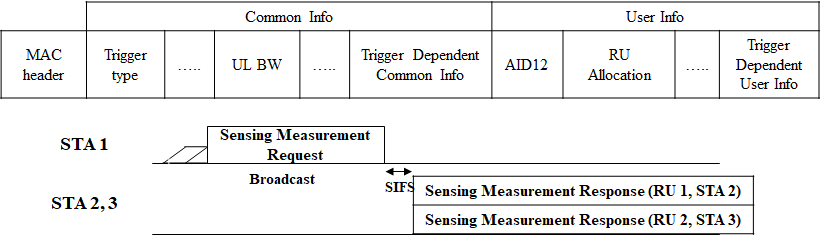 Common Info
User Info
MAC header
Trigger type
.....
UL BW
.....
Trigger Dependent Common Info
AID12
RU Allocation
.....
Trigger Dependent User Info
STA 1
Sensing Measurement Request
Broadcast
SIFS
STA 2, 3
Sensing Measurement Response (RU 1, STA 2)
Sensing Measurement Response (RU 2, STA 3)